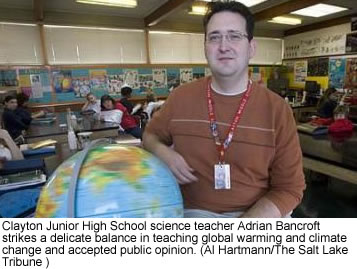 Clayton Junior High School science teacher Adrian Bancroft
strikes a delicate balance in teaching global warming and climate
change and accepted public opinion. (Al Hartmann/The Salt Lake
Tribune )